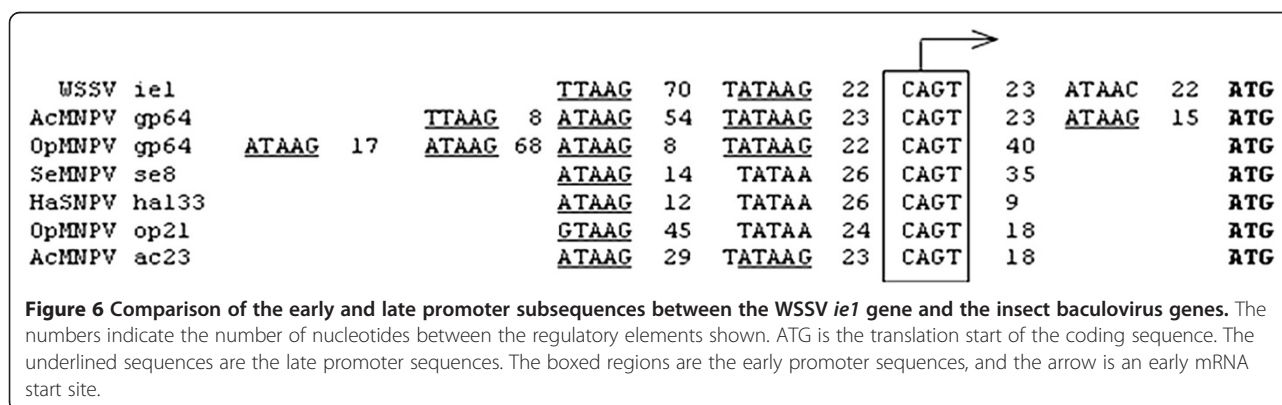 WSSV ie1 TTAAG 70 TATAAG 22 CAGT 23 ATAAC 22 ATG
AcMNPV gp64 TTAAG 8 ATAAG 54 TATAAG 23 CAGT 23 ATAAG 15 ATG
OpMNPV gp64 ATAAG 17 ATAAG 68 ATAAG 8 TATAAG 22 CAGT 40 ATG
SeMNPV se8 ATAAG 14 TATAA 26 CAGT 35 ATG
HaSNPV ha133 ATAAG 12 TATAA 26 CAGT 9 ATG
OpMNPV op21 GTAAG 45 TATAA 24 CAGT 18 ATG
AcMNPV ac23 ATAAG 29 TATAAG 23 CAGT 18 ATG
Figure 6 Comparison of the early and late promoter subsequences between the WSSV ie1 gene and the insect baculovirus genes. The
numbers indicate the number of nucleotides between the regulatory elements shown. ATG is the translation start of the coding sequence. The
underlined sequences are the late promoter sequences. The boxed regions are the early promoter sequences, and the arrow is an early mRNA
start site.